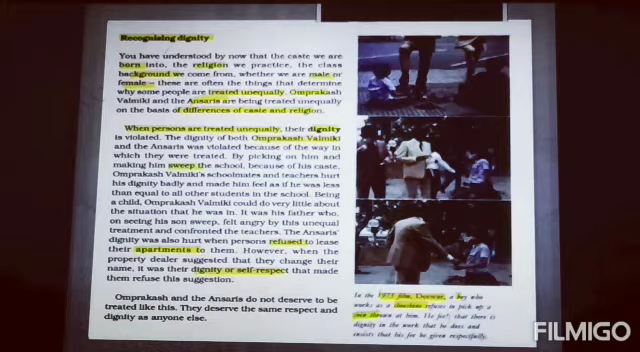 Recognising dignity
You have understood by now that the caste we are
born into, the religion we practice, the class
background we come from, whether we are male or
female – these are often the things that determine
why some people are treated unequally. Omprakash
Valmiki and the Ansaris are being treated unequally
on the basis of differences of caste and religion.
When persons are treated unequally, their dignity
is violated. The dignity of both Omprakash Valmiki
and the Ansaris was violated because of the way in
which they were treated. By picking on him and
making him sweep the school, because of his caste,
Omprakash Valmiki's schoolmates and teachers hurt
his dignity badly and made him feel as if he was less
than equal to all other students in the school. Being
a child, Omprakash Valmiki could do very little about
the situation that he was in. It was his father who,
on seeing his son sweep, felt angry by this unequal
treatment and confronted the teachers. The Ansaris'
dignity was also hurt when persons refused to lease
their apartments to them. However, when the
property dealer suggested that they change their
name, it was their dignity or self-respect that made
them refuse this suggestion.
Omprakash and the Ansaris do not deserve to be
treated like this. They deserve the same respect and
dignity as anyone else.
In the 1975 film, Deewar, a boy who
works as a shoeshine refuses to pick up a
coin thrown at him. He feels that there is
dignity in the work that he does and
insists that his fee be given respectfully.
FILMIGO